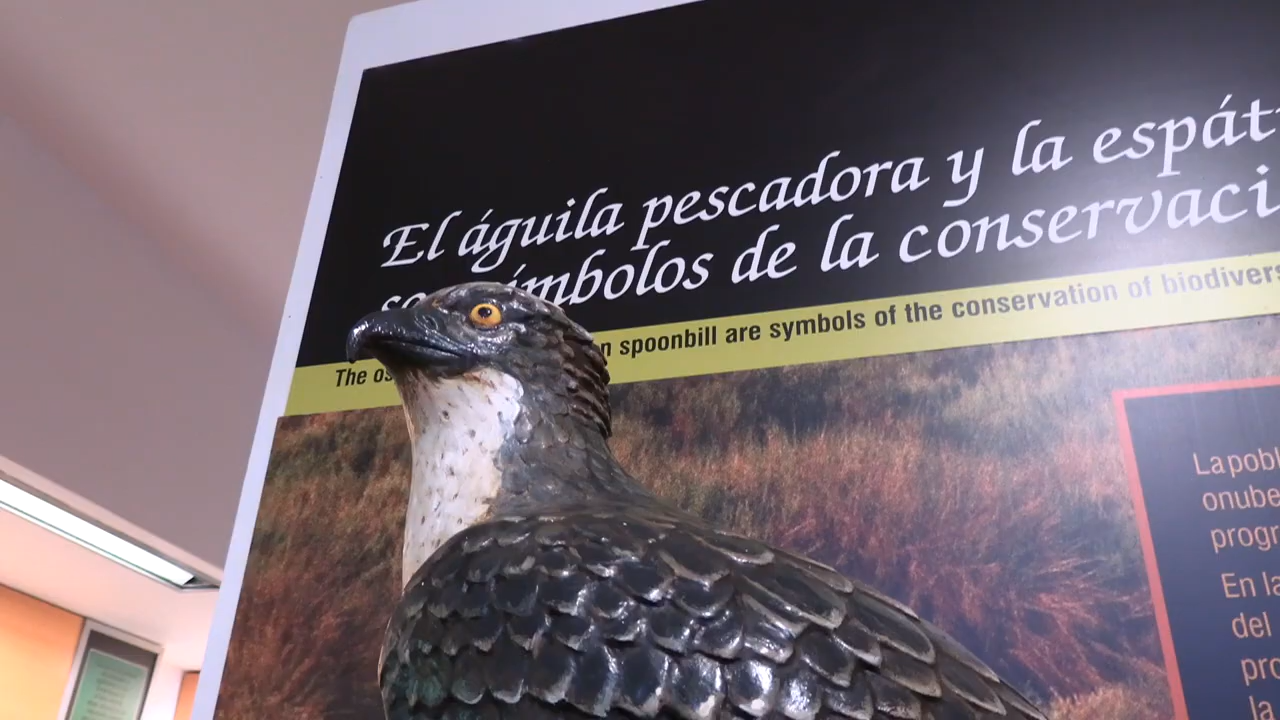 El águila pescadora y la espát
símbolos de la conservaci
The os n spoonbill are symbols of the conservation of biodivers
La pobl
onube
progr
En la
del
pro
la